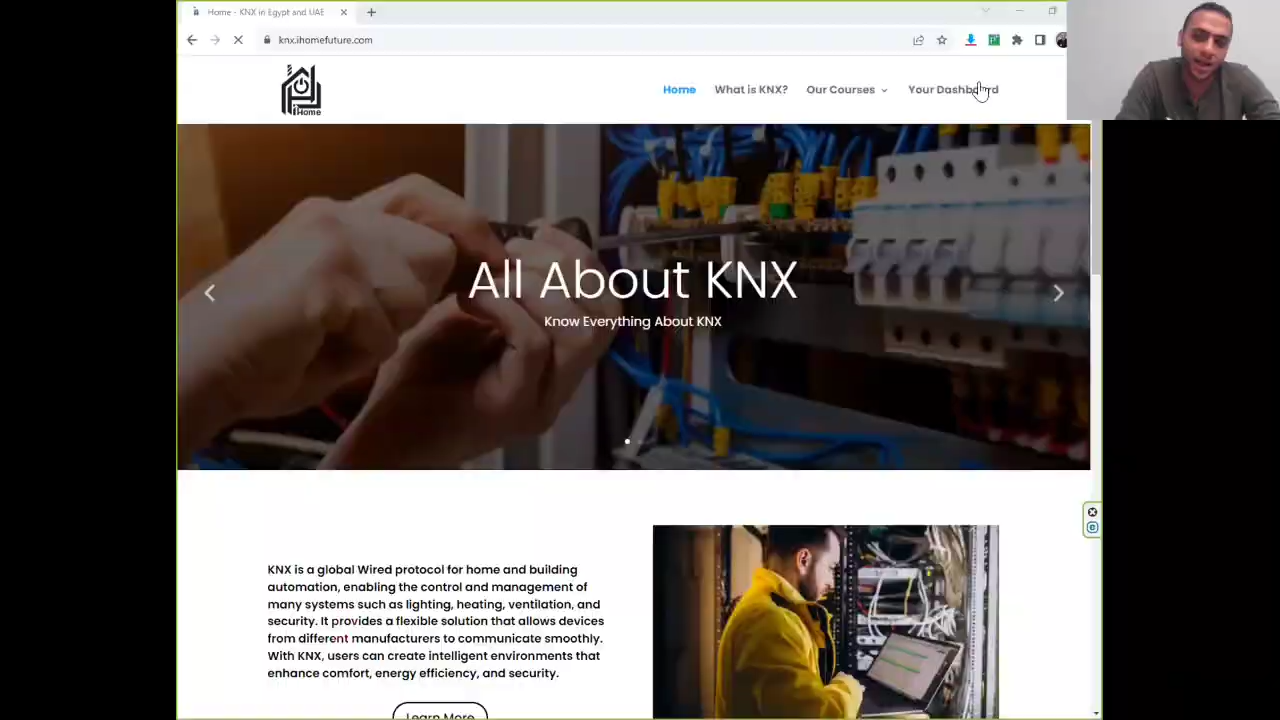 Home - KNX in Egypt and UAE
knx.ihomefuture.com
iHome
Home
What is KNX?
Our Courses
Your Dashboard
All About KNX
Know Everything About KNX
KNX is a global Wired protocol for home and building
automation, enabling the control and management of
many systems such as lighting, heating, ventilation, and
security. It provides a flexible solution that allows devices
from different manufacturers to communicate smoothly.
With KNX, users can create intelligent environments that
enhance comfort, energy efficiency, and security.
Learn More